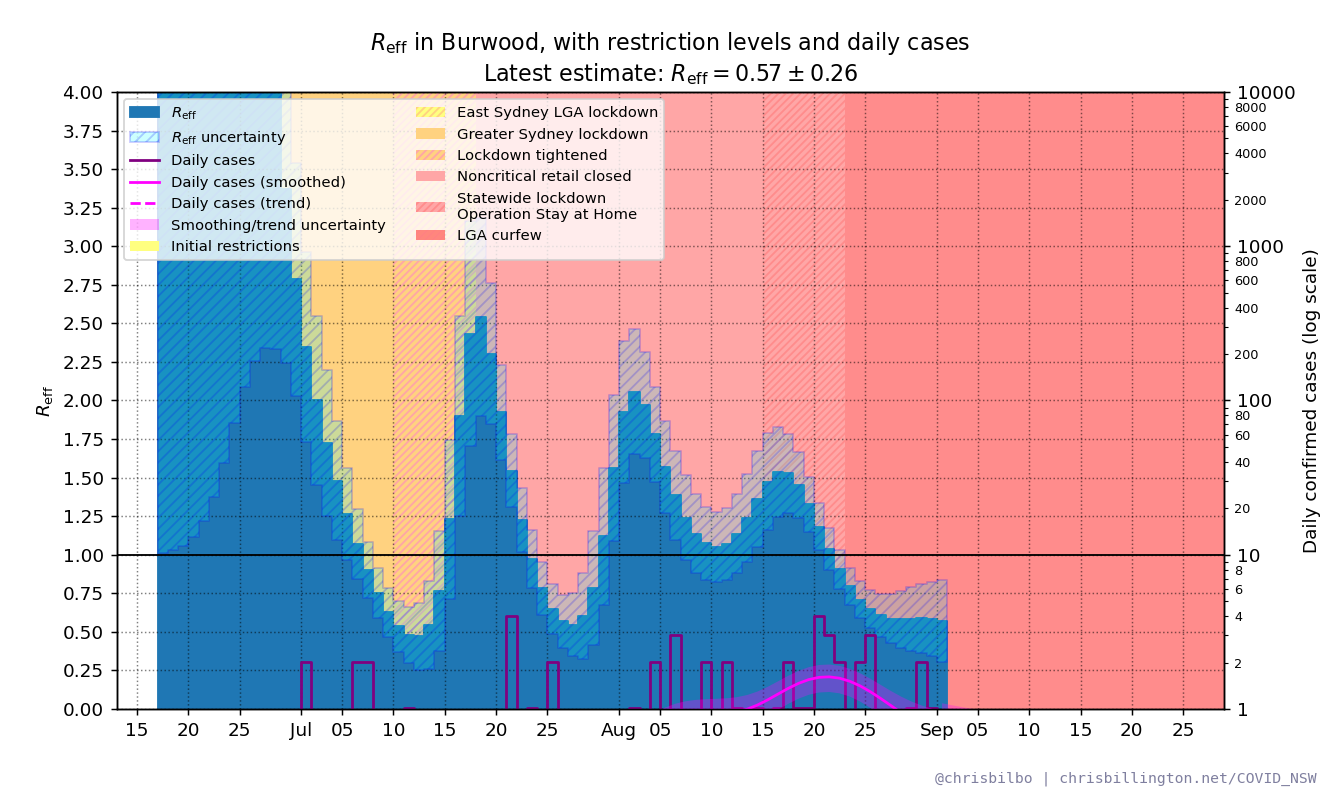 Reff in Burwood, with restriction levels and daily cases
Latest estimate: Reff = 0.57 ± 0.26
Reff
Reff uncertainty
Daily cases
Daily cases (smoothed)
Daily cases (trend)
Smoothing/trend uncertainty
Initial restrictions
East Sydney LGA lockdown
Greater Sydney lockdown
Lockdown tightened
Noncritical retail closed
Statewide lockdown
Operation Stay at Home
LGA curfew
4.00
3.75
3.50
3.25
3.00
2.75
2.50
2.25
2.00
1.75
1.50
1.25
1.00
0.75
0.50
0.25
0.00
Reff
10000
8000
6000
4000
2000
1000
800
600
400
200
100
80
60
40
20
10
8
6
4
2
1
Daily confirmed cases (log scale)
15 20 25 Jul 05 10 15 20 25 Aug 05 10 15 20 25 Sep 05 10 15 20 25
@chrisbilbo | chrisbillington.net/COVID_NSW